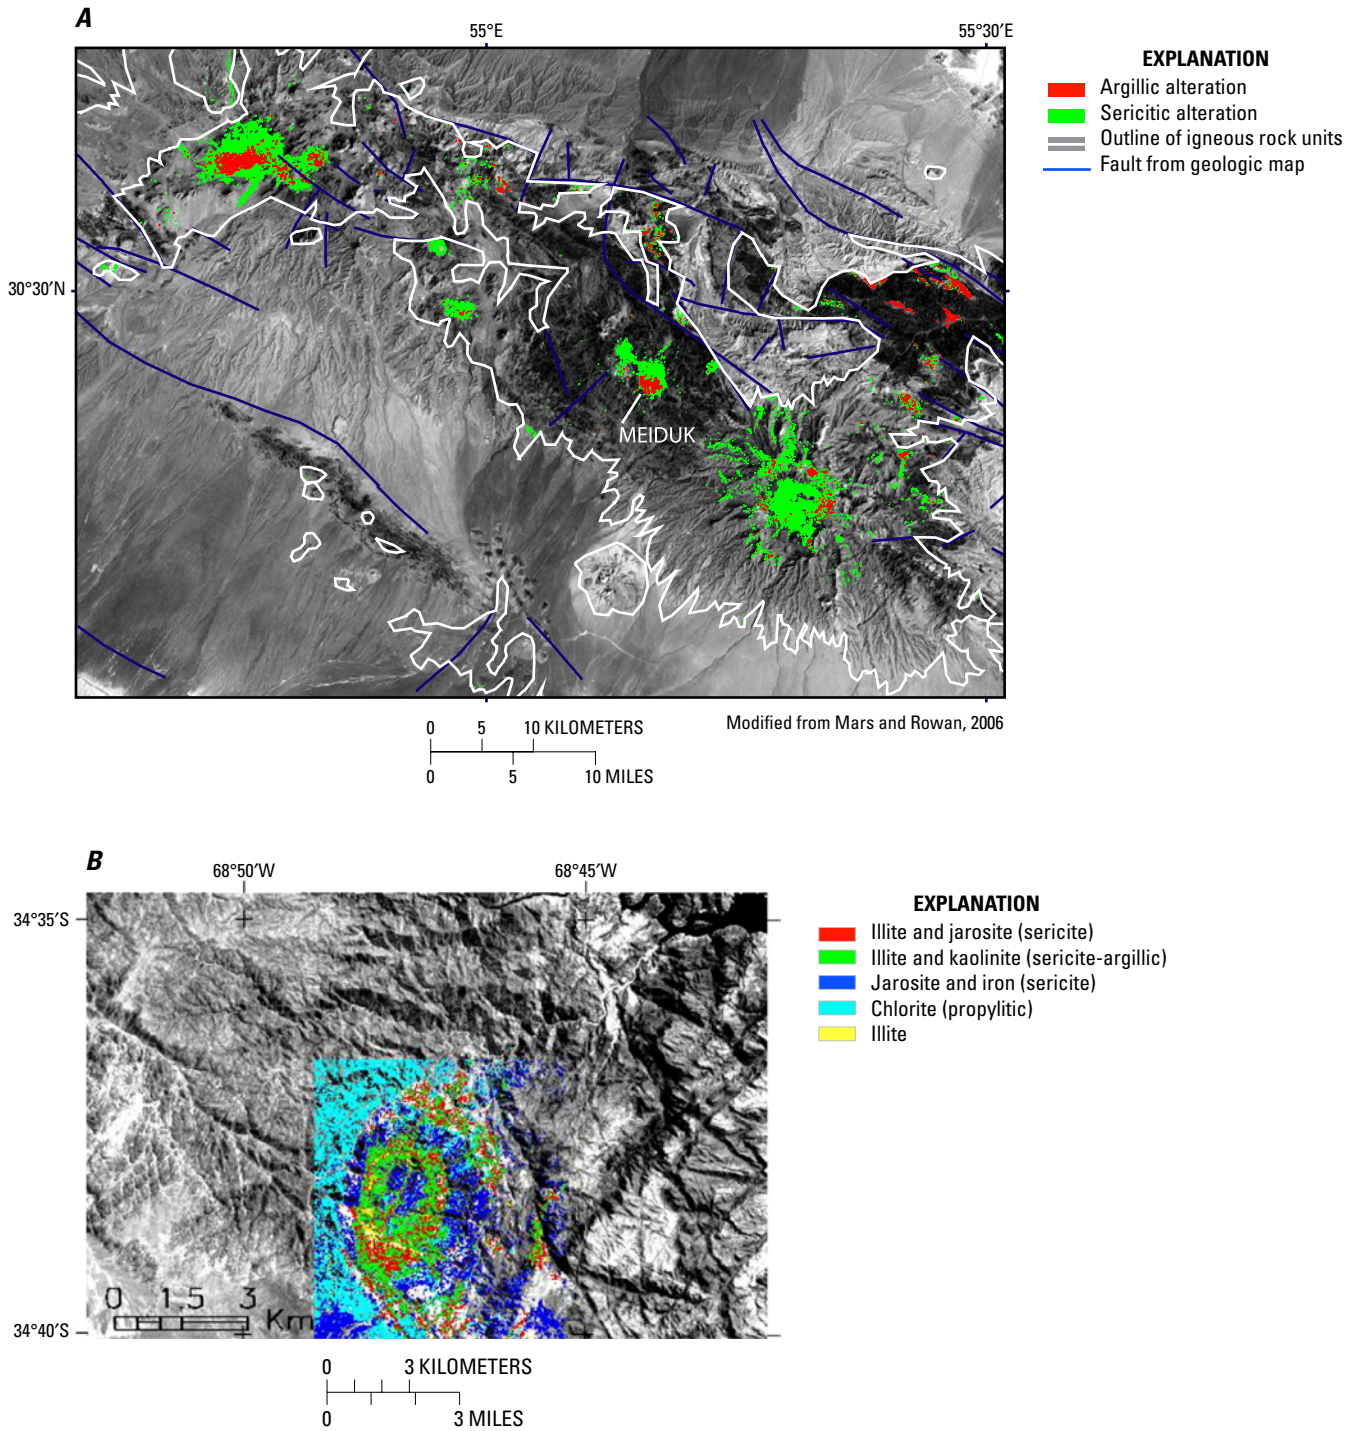 A
55°E
55°30′E
EXPLANATION
Argillic alteration
Sericitic alteration
Outline of igneous rock units
Fault from geologic map
30°30′N
MEIDUK
0 5 10 KILOMETERS
0 5 10 MILES
Modified from Mars and Rowan, 2006
B
68°50′W
68°45′W
34°35′S
EXPLANATION
Illite and jarosite (sericite)
Illite and kaolinite (sericite-argillic)
Jarosite and iron (sericite)
Chlorite (propylitic)
Illite
0 1.5 3
Km
34°40′S
0 3 KILOMETERS
0 3 MILES